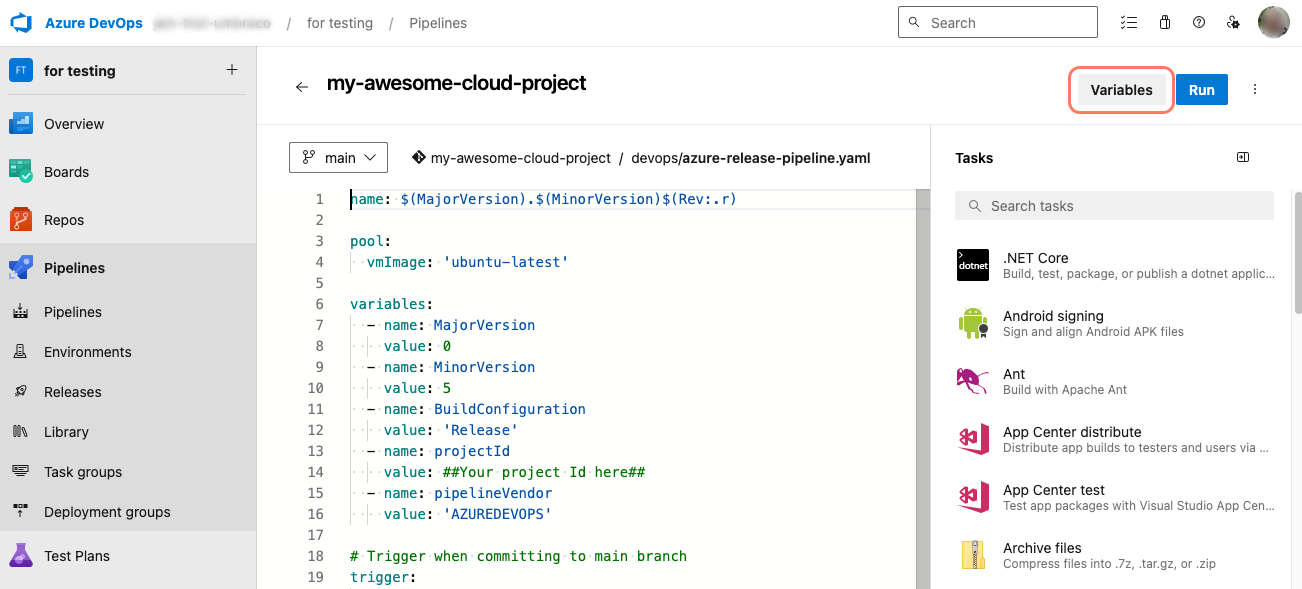 Azure DevOps / for testing / Pipelines
Search
FT for testing +
Overview
Boards
Repos
Pipelines
Pipelines
Environments
Releases
Library
Task groups
Deployment groups
Test Plans
my-awesome-cloud-project
Variables
Run
main
my-awesome-cloud-project / devops/azure-release-pipeline.yaml
1 name: $(MajorVersion).$(MinorVersion)$(Rev:.r)
2
3 pool:
4 vmImage: 'ubuntu-latest'
5
6 variables:
7 - name: MajorVersion
8 value: 0
9 - name: MinorVersion
10 value: 5
11 - name: BuildConfiguration
12 value: 'Release'
13 - name: projectId
14 value: ##Your project Id here##
15 - name: pipelineVendor
16 value: 'AZUREDEVOPS'
17
18 # Trigger when committing to main branch
19 trigger:
Tasks
Search tasks
dotnet
.NET Core
Build, test, package, or publish a dotnet applic...
Android signing
Sign and align Android APK files
Ant
Build with Apache Ant
App Center distribute
Distribute app builds to testers and users via ...
App Center test
Test app packages with Visual Studio App Cen...
Archive files
Compress files into .7z, .tar.gz, or .zip